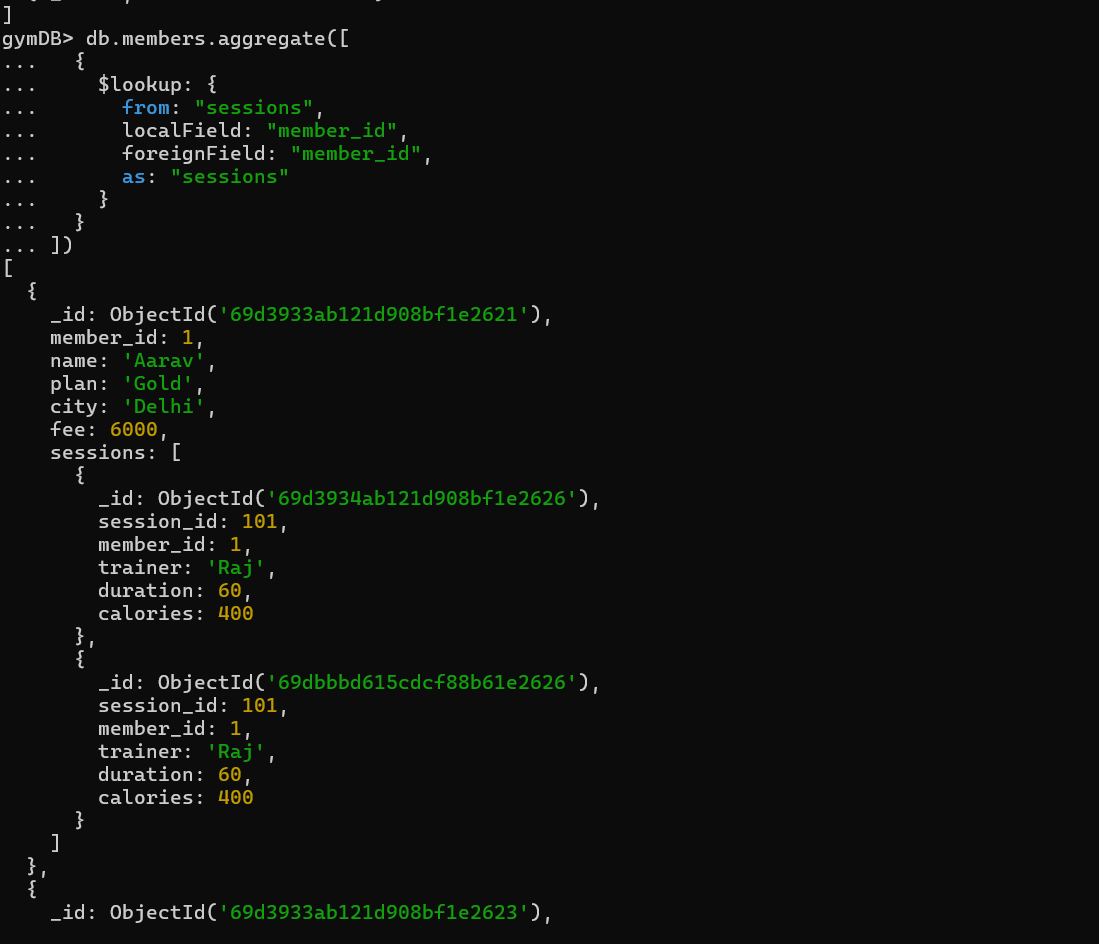 ]
gymDB> db.members.aggregate([
...   {
...     $lookup: {
...       from: "sessions",
...       localField: "member_id",
...       foreignField: "member_id",
...       as: "sessions"
...     }
...   }
... ])
[
  {
    _id: ObjectId('69d3933ab121d908bf1e2621'),
    member_id: 1,
    name: 'Aarav',
    plan: 'Gold',
    city: 'Delhi',
    fee: 6000,
    sessions: [
      {
        _id: ObjectId('69d3934ab121d908bf1e2626'),
        session_id: 101,
        member_id: 1,
        trainer: 'Raj',
        duration: 60,
        calories: 400
      },
      {
        _id: ObjectId('69dbbbd615cdcf88b61e2626'),
        session_id: 101,
        member_id: 1,
        trainer: 'Raj',
        duration: 60,
        calories: 400
      }
    ]
  },
  {
    _id: ObjectId('69d3933ab121d908bf1e2623'),